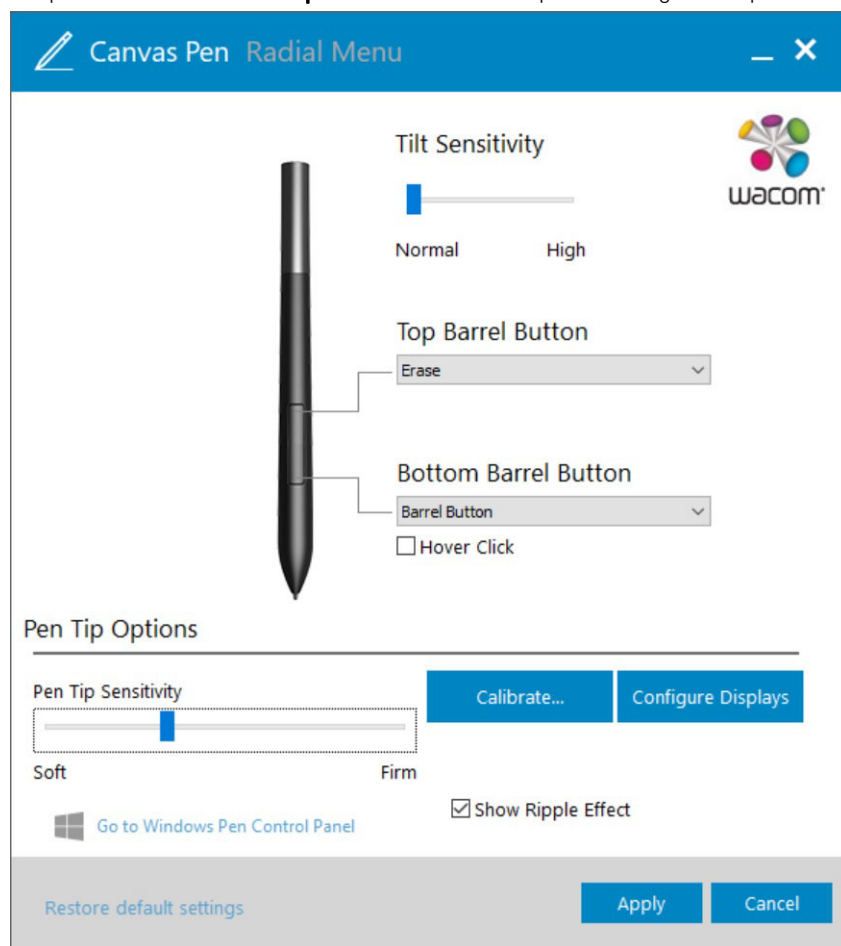 Canvas Pen Radial Menu
Tilt Sensitivity
wacom
Normal High
Top Barrel Button
Erase
Bottom Barrel Button
Barrel Button
Hover Click
Pen Tip Options
Pen Tip Sensitivity
Calibrate...
Configure Displays
Soft Firm
Show Ripple Effect
Go to Windows Pen Control Panel
Restore default settings
Apply
Cancel